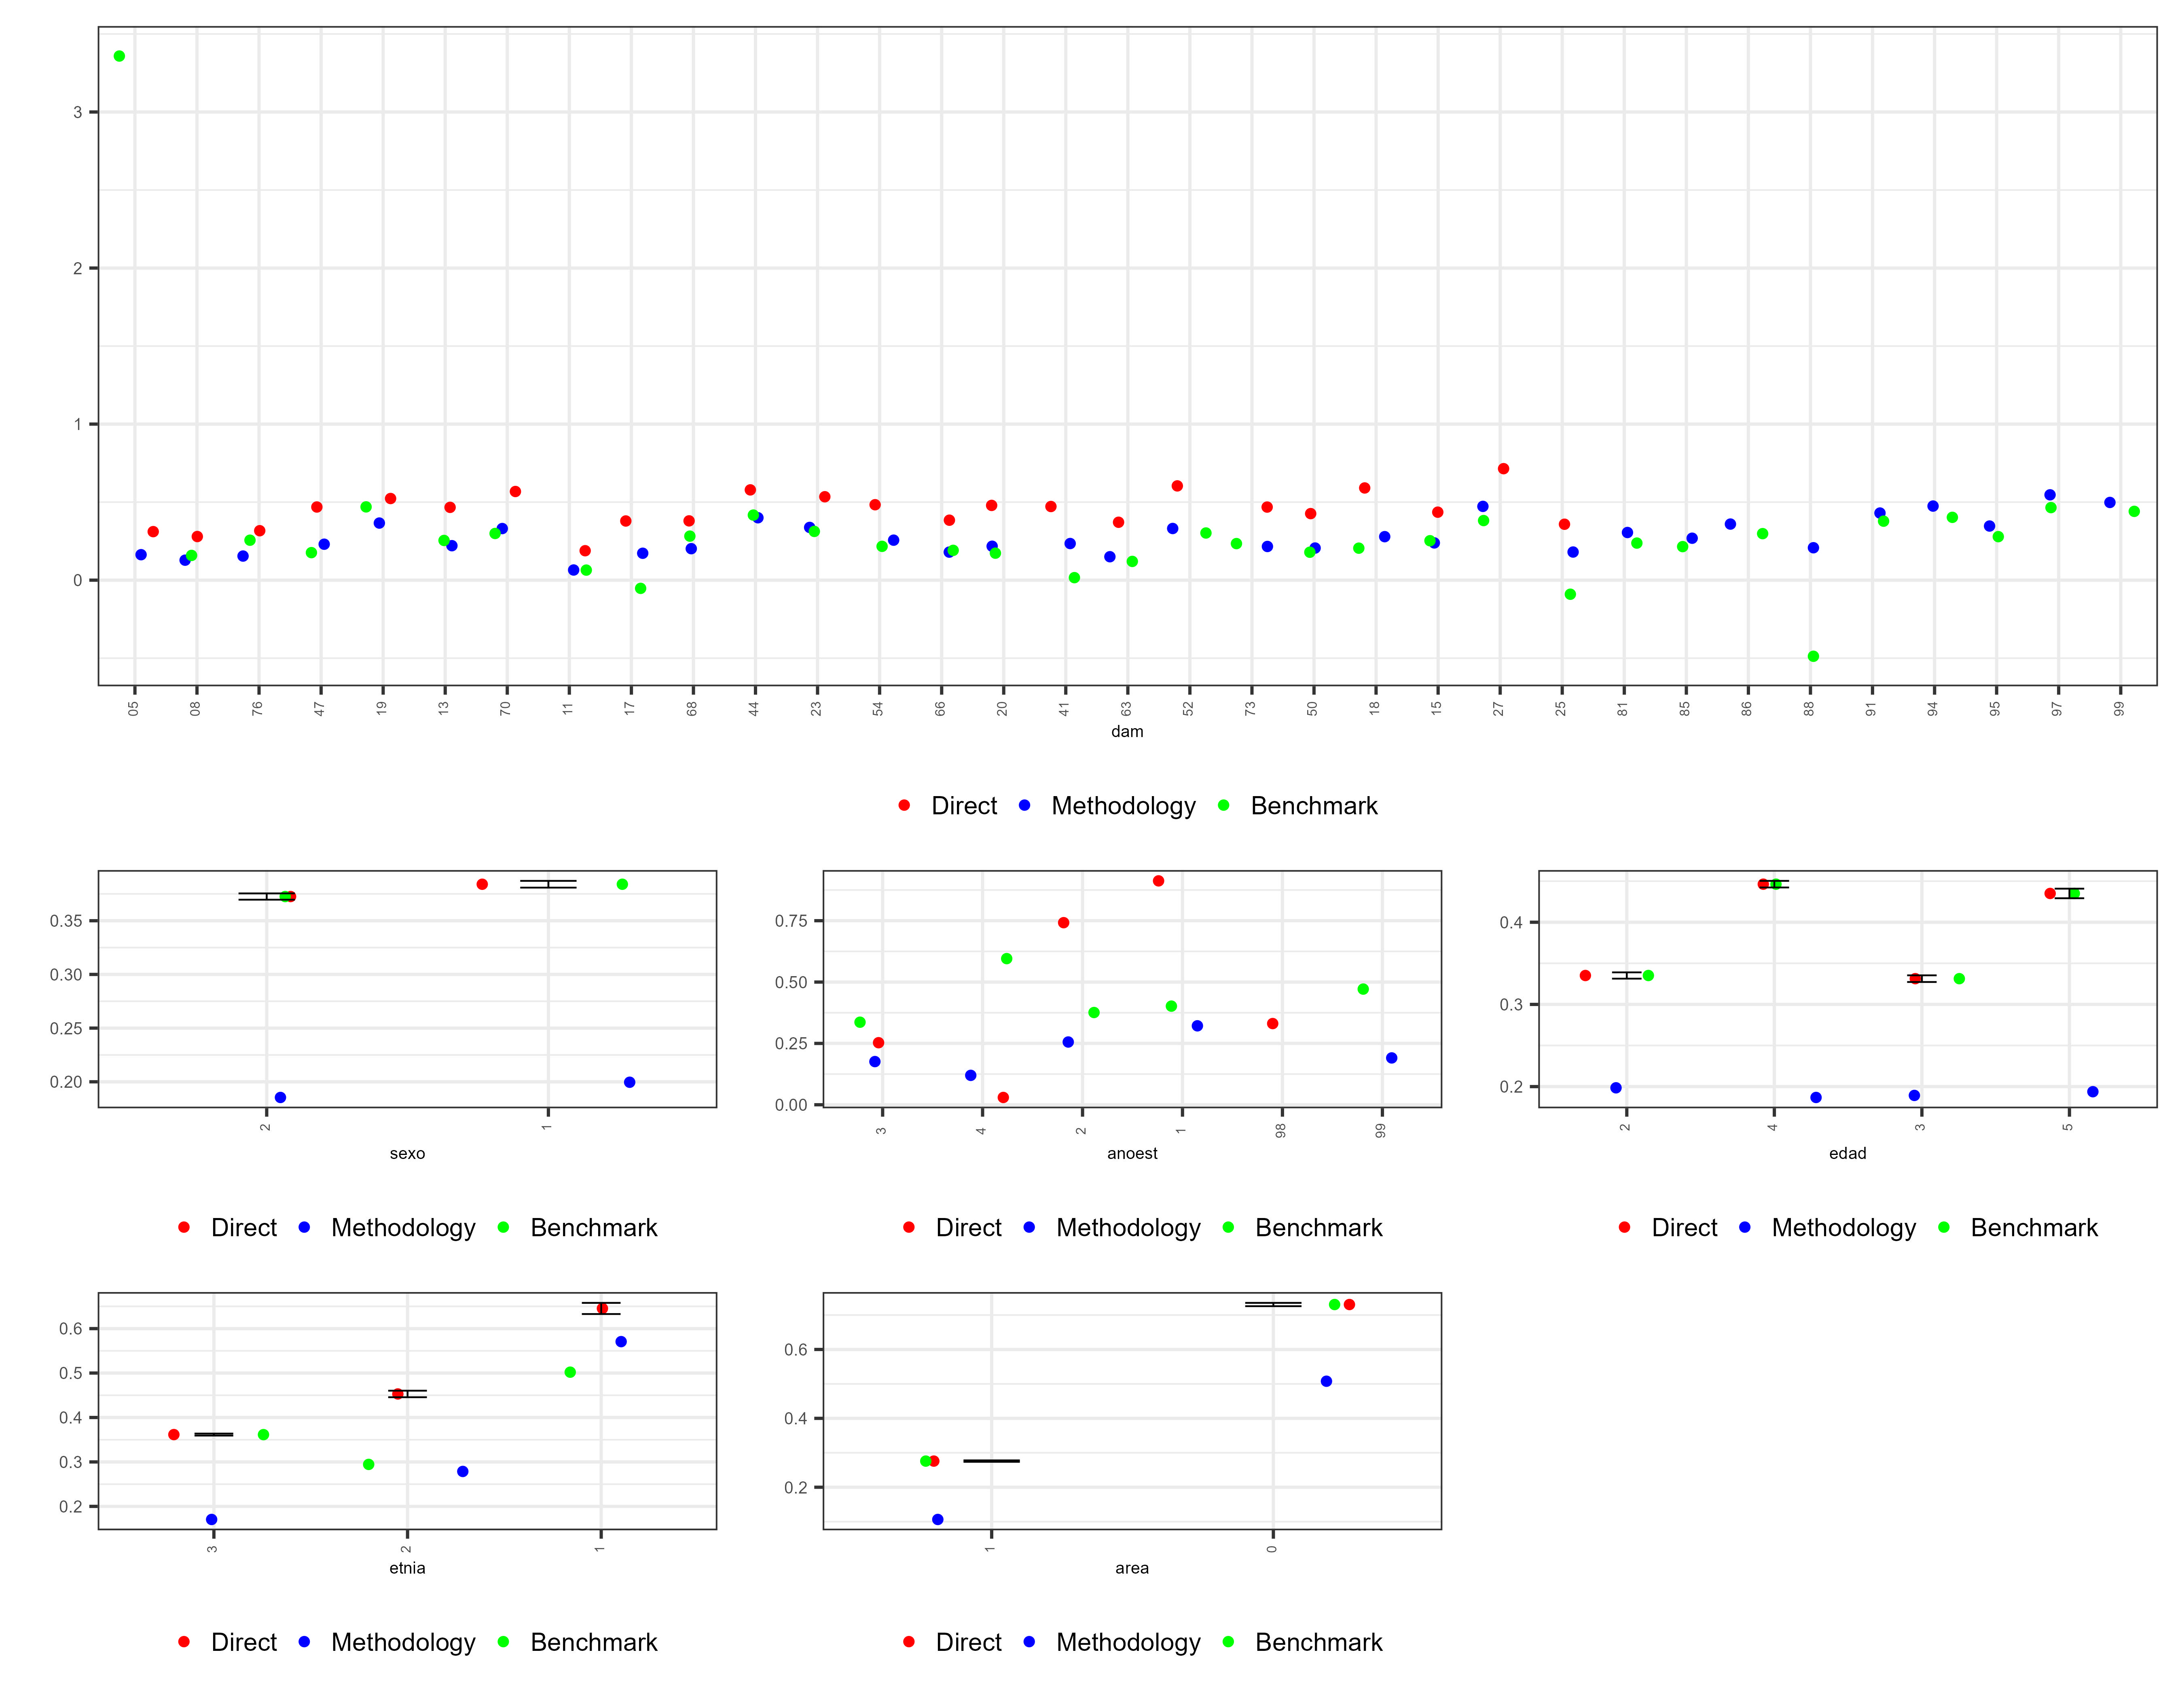 3
2
1
0
05 08 76 47 19 13 70 11 17 68 44 23 54 66 20 41 63 52 73 50 18 15 27 25 81 85 86 88 91 94 95 97 99
dam
Direct Methodology Benchmark
0.35
0.30
0.25
0.20
2 1
sexo
Direct Methodology Benchmark
0.75
0.50
0.25
0.00
3 4 2 1 98 99
anoest
Direct Methodology Benchmark
0.4
0.3
0.2
2 4 3 5
edad
Direct Methodology Benchmark
0.6
0.5
0.4
0.3
0.2
3 2 1
etnia
Direct Methodology Benchmark
0.6
0.4
0.2
1 0
area
Direct Methodology Benchmark